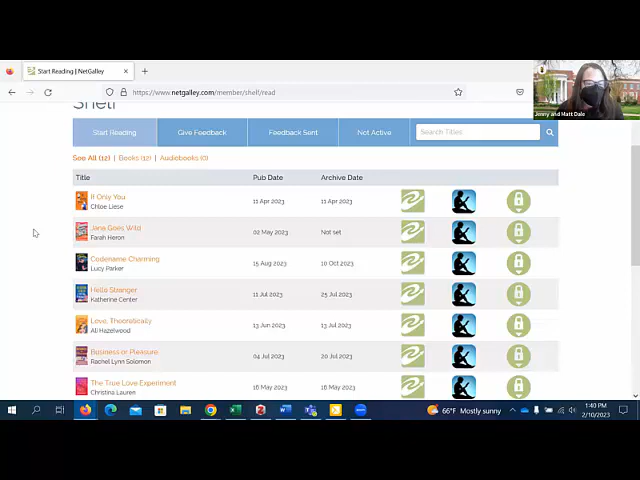 Start Reading | NetGalley
https://www.netgalley.com/member/shelf/read
Jenny and Matt Dale
Shelf
Start Reading
Give Feedback
Feedback Sent
Not Active
Search Titles
See All (12) | Books (12) | Audiobooks (0)
Title Pub Date Archive Date
If Only You
Chloe Liese
11 Apr 2023 11 Apr 2023
Jane Goes Wild
Farah Heron
02 May 2023 Not set
Codename Charming
Lucy Parker
15 Aug 2023 10 Oct 2023
Hello Stranger
Katherine Center
11 Jul 2023 25 Jul 2023
Love, Theoretically
Ali Hazelwood
13 Jun 2023 13 Jul 2023
Business or Pleasure
Rachel Lynn Solomon
04 Jul 2023 20 Jul 2023
The True Love Experiment
Christina Lauren
16 May 2023 16 May 2023
66°F Mostly sunny
1:40 PM
2/10/2023